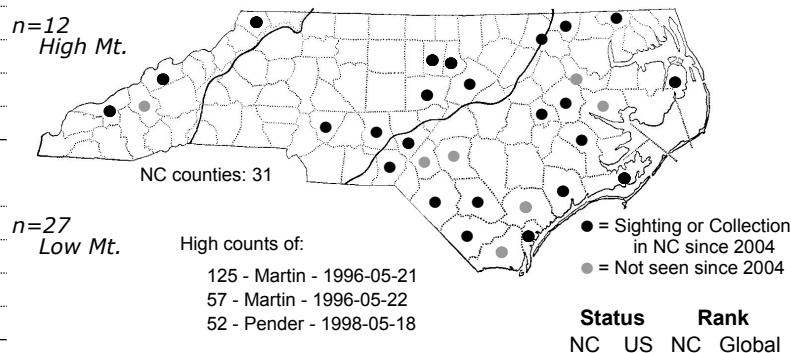 n=12
High Mt.
NC counties: 31
n=27
Low Mt.
High counts of:
125 - Martin - 1996-05-21
57 - Martin - 1996-05-22
52 - Pender - 1998-05-18
= Sighting or Collection
in NC since 2004
= Not seen since 2004
Status Rank
NC US NC Global